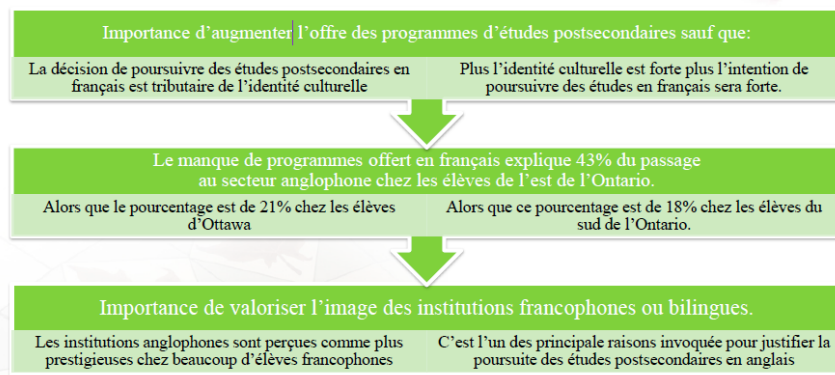 Importance d'augmenter l'offre des programmes d'études postsecondaires sauf que:
La décision de poursuivre des études postsecondaires en
français est tributaire de l'identité culturelle
Plus l'identité culturelle est forte plus l'intention de
poursuivre des études en français sera forte.
Le manque de programmes offert en français explique 43% du passage
au secteur anglophone chez les élèves de l'est de l'Ontario.
Alors que le pourcentage est de 21% chez les élèves
d'Ottawa
Alors que ce pourcentage est de 18% chez les élèves du
sud de l'Ontario.
Importance de valoriser l'image des institutions francophones ou bilingues.
Les institutions anglophones sont perçues comme plus
prestigieuses chez beaucoup d'élèves francophones
C'est l'un des principale raisons invoquée pour justifier la
poursuite des études postsecondaires en anglais